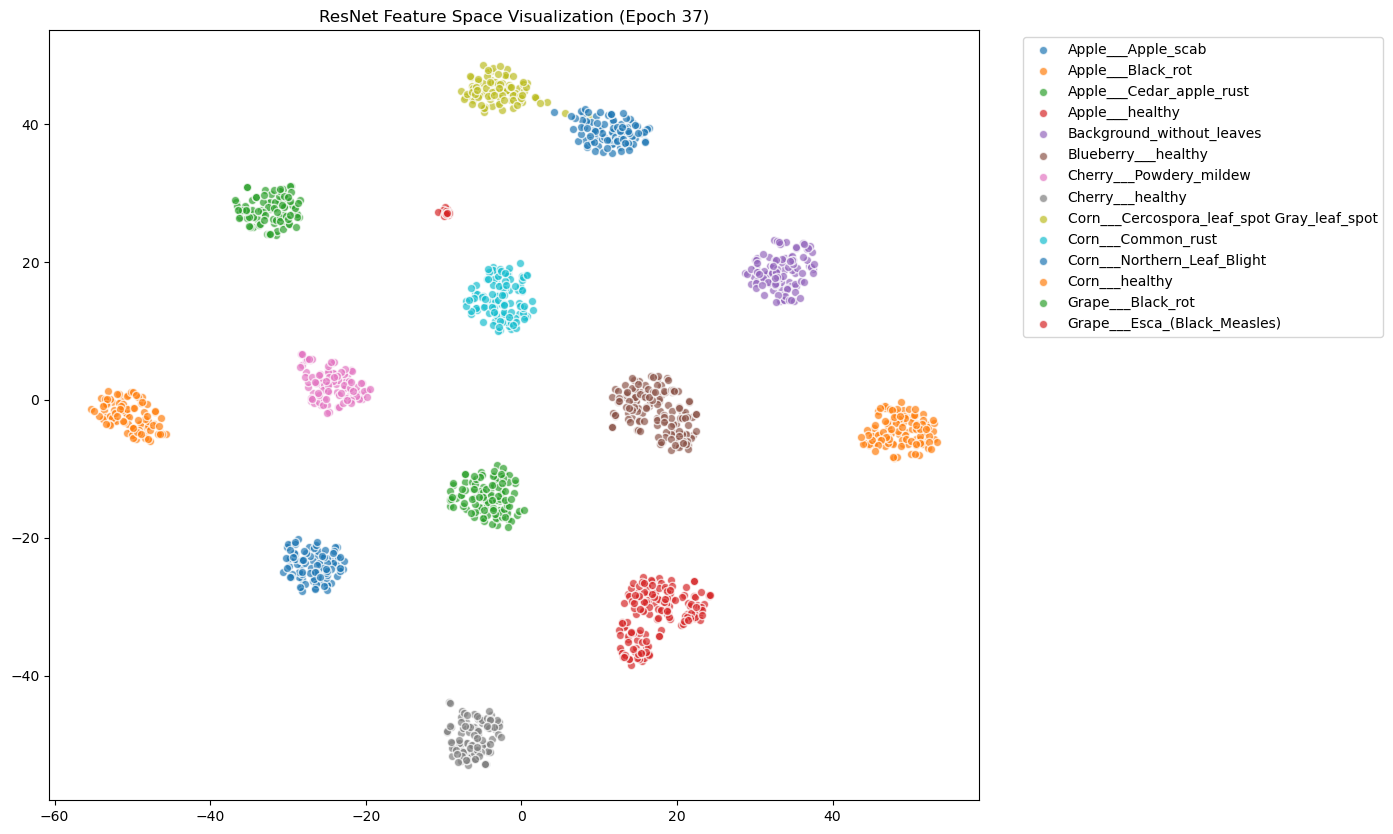 ResNet Feature Space Visualization (Epoch 37)
Apple___Apple_scab
Apple___Black_rot
Apple___Cedar_apple_rust
Apple___healthy
Background_without_leaves
Blueberry___healthy
Cherry___Powdery_mildew
Cherry___healthy
Corn___Cercospora_leaf_spot Gray_leaf_spot
Corn___Common_rust
Corn___Northern_Leaf_Blight
Corn___healthy
Grape___Black_rot
Grape___Esca_(Black_Measles)
40
20
0
−20
−40
−60 −40 −20 0 20 40